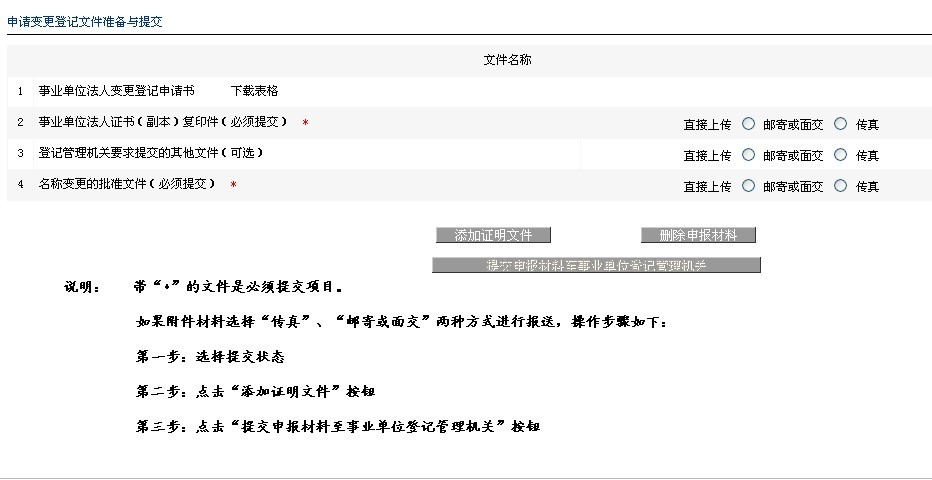 申请变更登记文件准备与提交
文件名称
1 事业单位法人变更登记申请书 下载表格
2 事业单位法人证书(副本)复印件(必须提交) * 直接上传 邮寄或面交 传真
3 登记管理机关要求提交的其他文件(可选) 直接上传 邮寄或面交 传真
4 名称变更的批准文件(必须提交) * 直接上传 邮寄或面交 传真
添加证明文件 删除申报材料
提交申报材料至事业单位登记管理机关
说明： 带“*”的文件是必须提交项目。
如果附件材料选择“传真”、“邮寄或面交”两种方式进行报送，操作步骤如下：
第一步：选择提交状态
第二步：点击“添加证明文件”按钮
第三步：点击“提交申报材料至事业单位登记管理机关”按钮